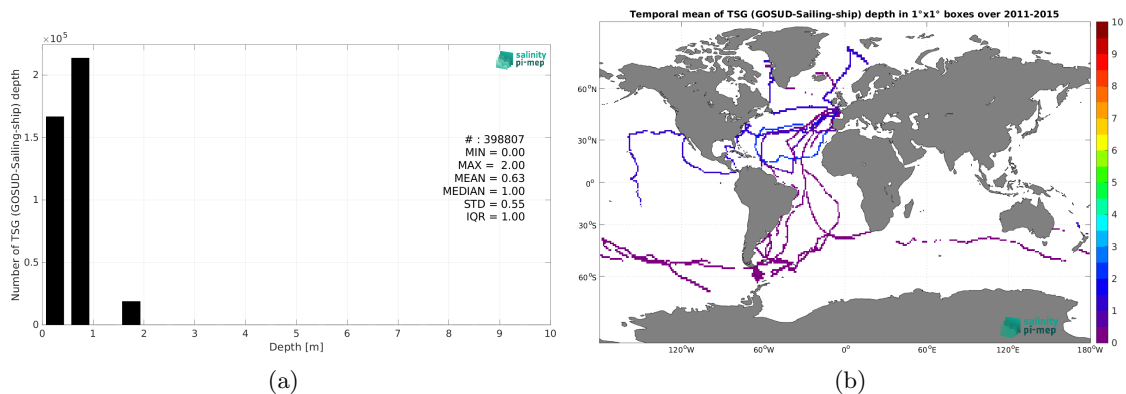 ×10⁵
2
1.5
1
0.5
0
Number of TSG (GOSUD-Sailing-ship) depth
salinity
pi-mep
# : 398807
MIN = 0.00
MAX = 2.00
MEAN = 0.63
MEDIAN = 1.00
STD = 0.55
IQR = 1.00
0 1 2 3 4 5 6 7 8 9 10
Depth [m]
(a)
Temporal mean of TSG (GOSUD-Sailing-ship) depth in 1°x1° boxes over 2011-2015
60°N
30°N
0°
30°S
60°S
120°W 60°W 0° 60°E 120°E 180°W
salinity
pi-mep
10
9
8
7
6
5
4
3
2
1
0
(b)